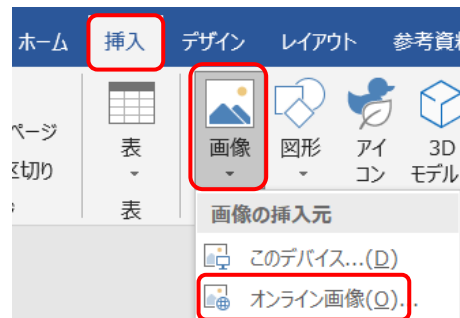 ホーム 挿入 デザイン レイアウト 参考資
ページ
区切り
表
画像
図形
アイコン
3D
モデル
表
画像の挿入元
このデバイス...(D)
オンライン画像(O)...